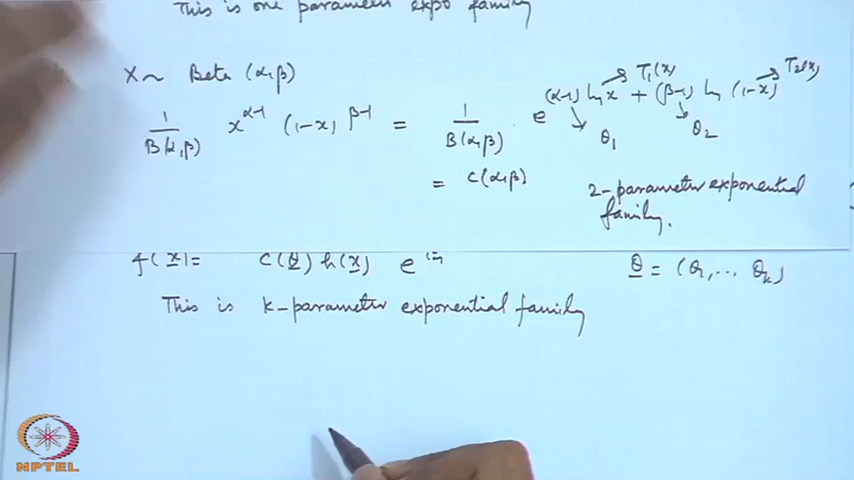 This is one parameter expo family
X ~ Beta (α, β)
1/B(α,β) x^{α-1} (1-x)^{β-1} = 1/B(α,β) · e^{(α-1) ln x + (β-1) ln (1-x)}
→ T1(x) → T2(x)
θ1 θ2
= C(α,β) 2-parameter exponential
family.
f(x) = C(θ) h(x) e θ = (θ1, ... θk)
This is k-parameter exponential family
NPTEL